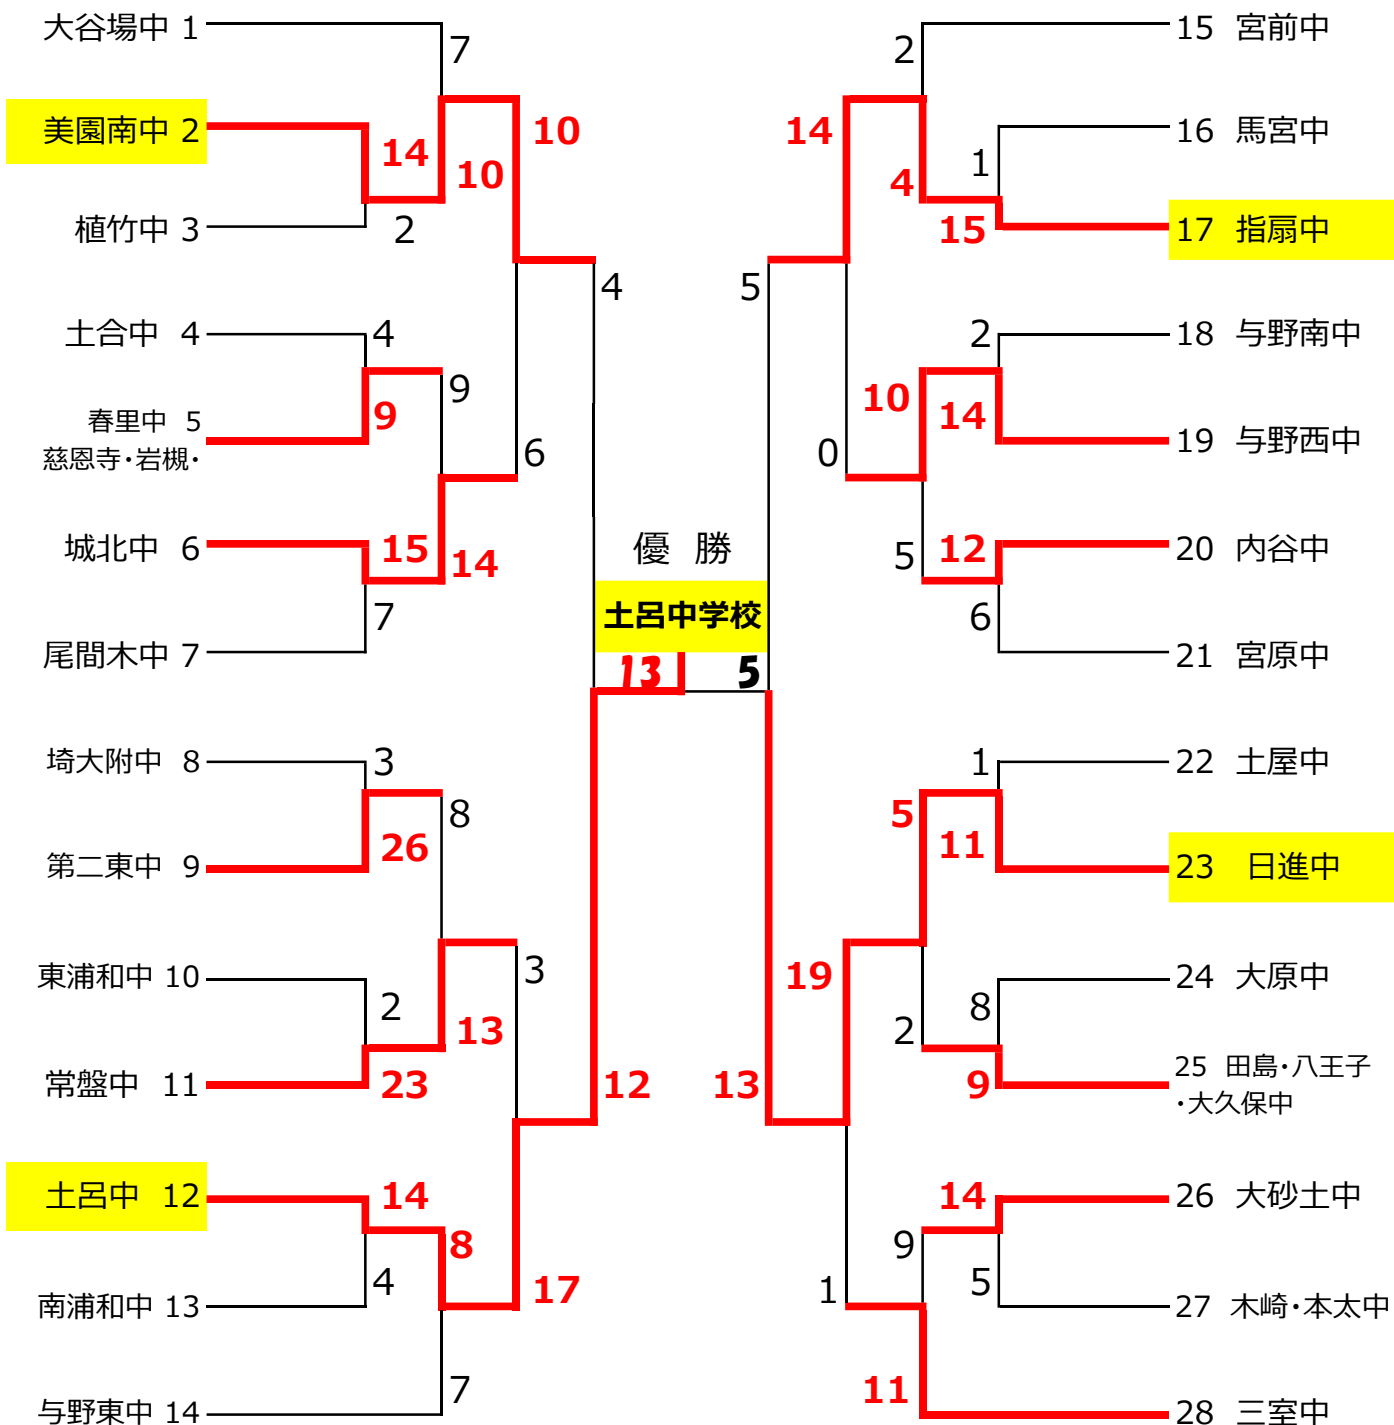 大谷場中 1
7
美園南中 2
14
10
10
植竹中 3
2
4
土合中 4
4
9
春里中 5
慈恩寺・岩槻・
9
6
城北中 6
15
14
尾間木中 7
7
埼大附中 8
3
8
第二東中 9
26
東浦和中 10
2
13
3
常盤中 11
23
12
土呂中 12
14
8
17
南浦和中 13
4
与野東中 14
7
優 勝
土呂中学校
13
5
2
15 宮前中
14
4
1
16 馬宮中
15
17 指扇中
5
2
18 与野南中
10
14
19 与野西中
0
5
12
20 内谷中
6
21 宮原中
1
22 土屋中
5
11
23 日進中
19
2
8
24 大原中
13
9
25 田島・八王子
・大久保中
14
26 大砂土中
9
5
1
27 木崎・本太中
11
28 三室中